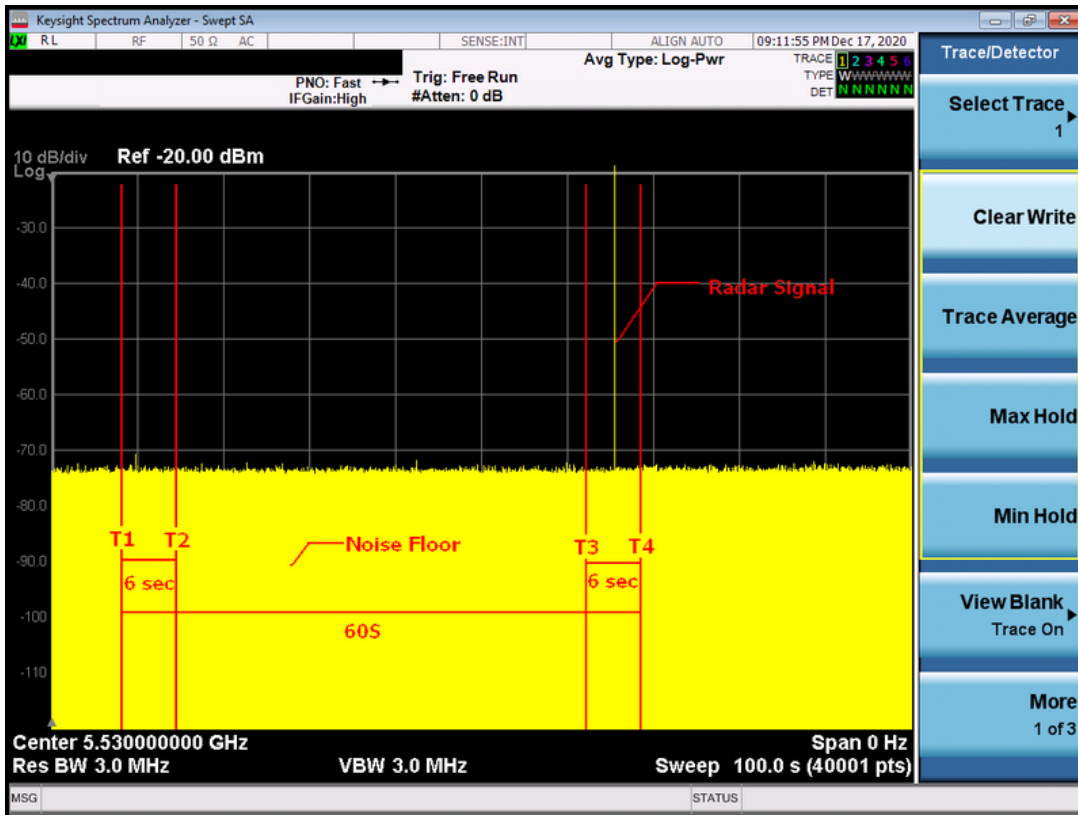 Keysight Spectrum Analyzer - Swept SA
LXI RL RF 50 Ω AC SENSE:INT ALIGN AUTO 09:11:55 PM Dec 17, 2020
PNO: Fast
IFGain:High
Trig: Free Run
#Atten: 0 dB
Avg Type: Log-Pwr
TRACE 1 2 3 4 5 6
TYPE WWWWWW
DET N N N N N N
10 dB/div Ref -20.00 dBm
Log
-30.0
-40.0
-50.0
-60.0
-70.0
-80.0
-90.0
-100
-110
Radar Signal
T1 T2
Noise Floor
T3 T4
6 sec
6 sec
60S
Center 5.530000000 GHz Span 0 Hz
Res BW 3.0 MHz VBW 3.0 MHz Sweep 100.0 s (40001 pts)
MSG STATUS
Trace/Detector
Select Trace
1
Clear Write
Trace Average
Max Hold
Min Hold
View Blank
Trace On
More
1 of 3